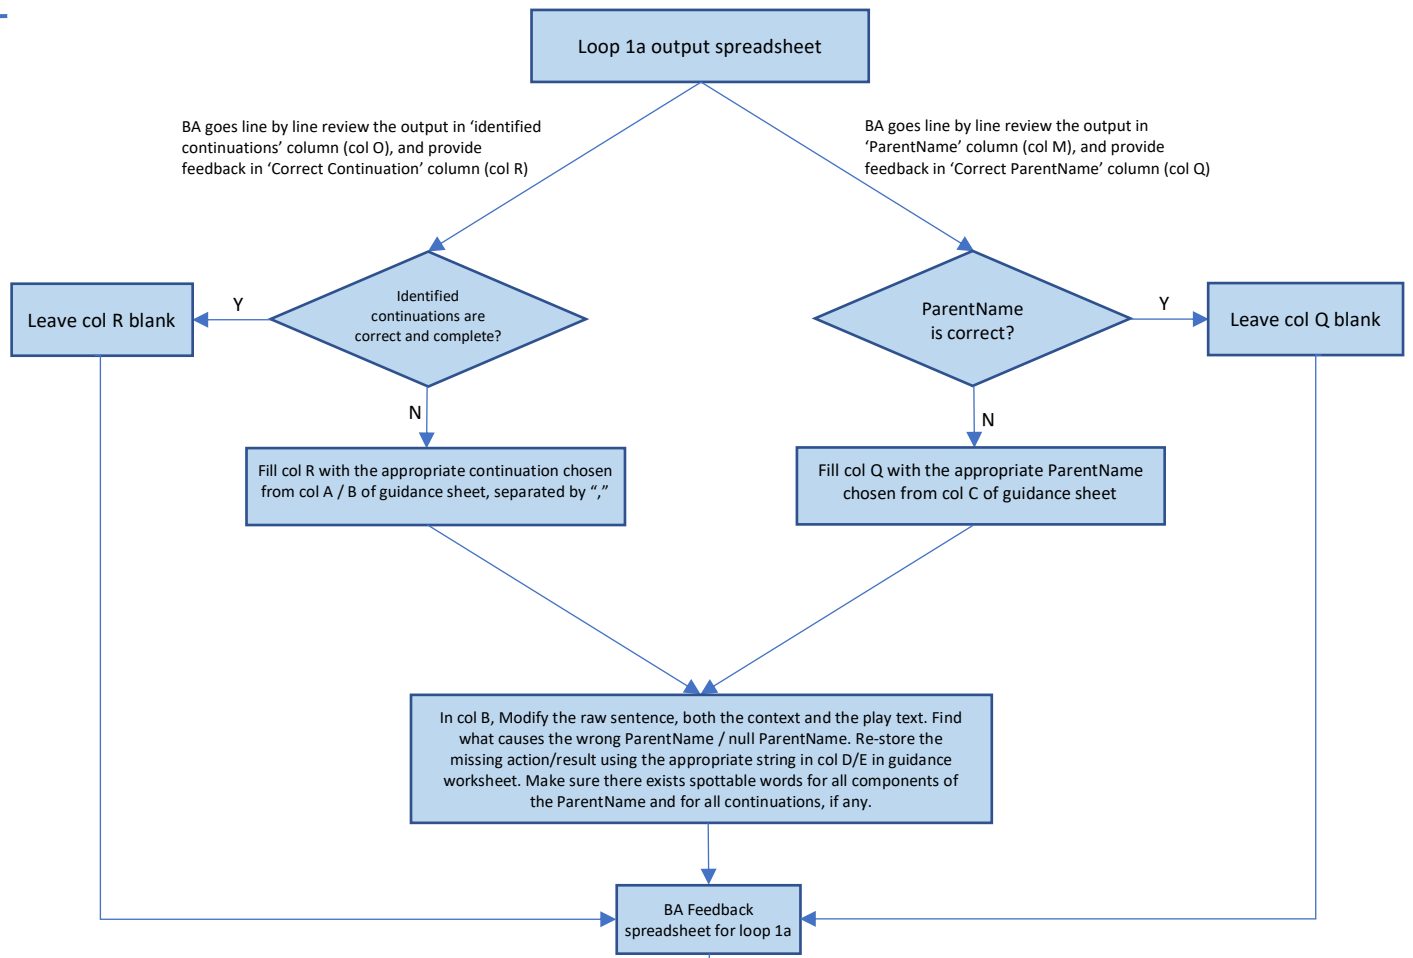 Loop 1a output spreadsheet
BA goes line by line review the output in ‘identified
continuations’ column (col O), and provide
feedback in ‘Correct Continuation’ column (col R)
BA goes line by line review the output in
‘ParentName’ column (col M), and provide
feedback in ‘Correct ParentName’ column (col Q)
Leave col R blank
Y
Identified
continuations are
correct and complete?
ParentName
is correct?
Y
Leave col Q blank
N
N
Fill col R with the appropriate continuation chosen
from col A / B of guidance sheet, separated by “,”
Fill col Q with the appropriate ParentName
chosen from col C of guidance sheet
In col B, Modify the raw sentence, both the context and the play text. Find
what causes the wrong ParentName / null ParentName. Re-store the
missing action/result using the appropriate string in col D/E in guidance
worksheet. Make sure there exists spottable words for all components of
the ParentName and for all continuations, if any.
BA Feedback
spreadsheet for loop 1a